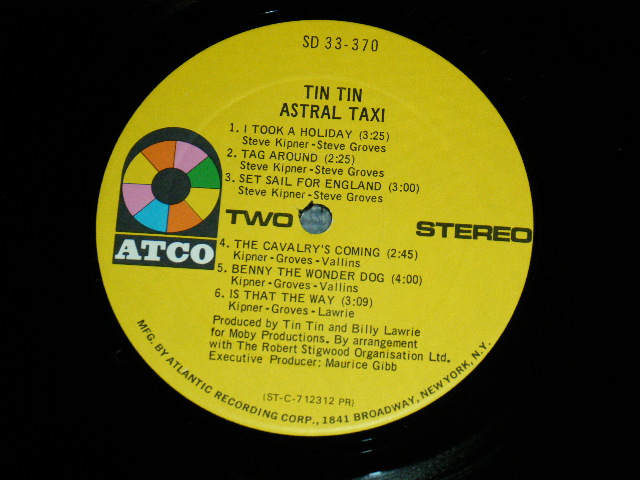 SD 33-370
TIN TIN
ASTRAL TAXI
1. I TOOK A HOLIDAY (3:25)
Steve Kipner-Steve Groves
2. TAG AROUND (2:25)
Steve Kipner-Steve Groves
3. SET SAIL FOR ENGLAND (3:00)
Steve Kipner-Steve Groves
TWO
STEREO
ATCO
4. THE CAVALRY'S COMING (2:45)
Kipner-Groves-Vallins
5. BENNY THE WONDER DOG (4:00)
Kipner-Groves-Vallins
6. IS THAT THE WAY (3:09)
Kipner-Groves-Lawrie
Produced by Tin Tin and Billy Lawrie
for Moby Productions. By arrangement
with The Robert Stigwood Organisation Ltd.
Executive Producer: Maurice Gibb
(ST-C-712312 PR)
MFG. BY ATLANTIC RECORDING CORP., 1841 BROADWAY, NEW YORK, N.Y.